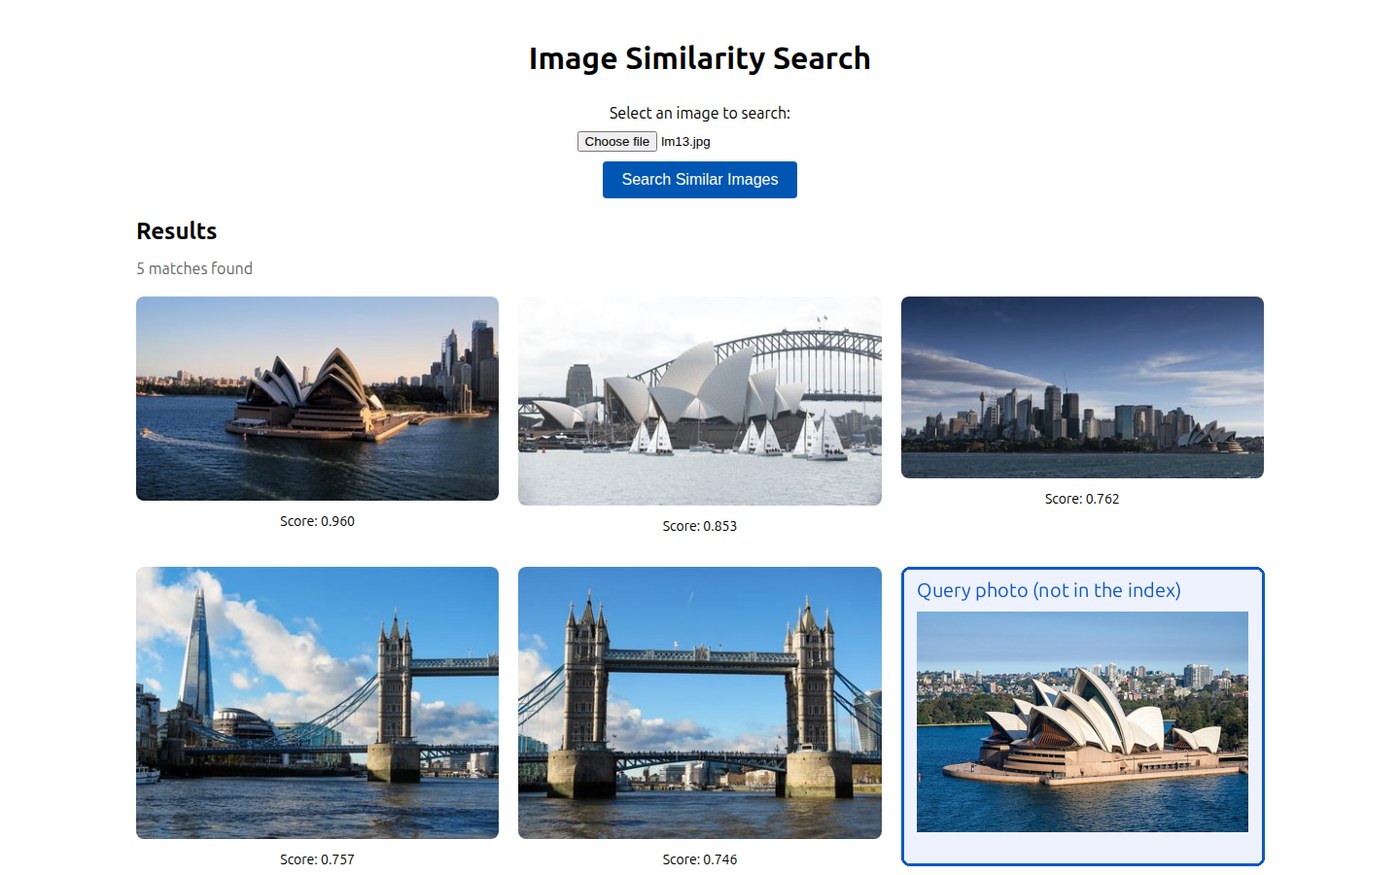 Image Similarity Search
Select an image to search:
Choose file lm13.jpg
Search Similar Images
Results
5 matches found
Score: 0.960
Score: 0.853
Score: 0.762
Score: 0.757
Score: 0.746
Query photo (not in the index)